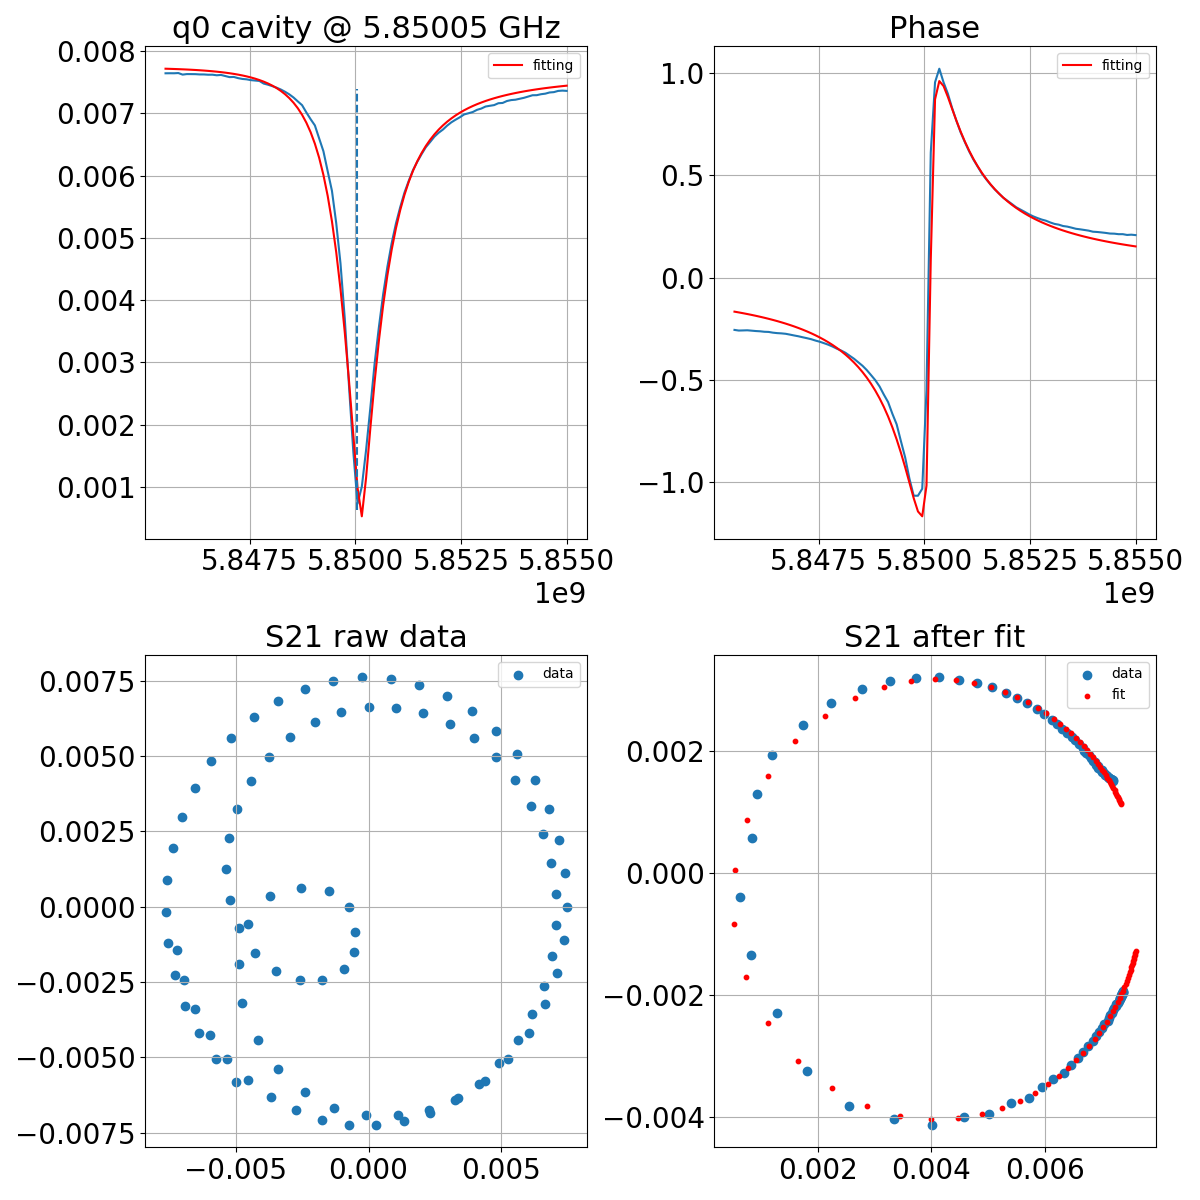 q0 cavity @ 5.85005 GHz
0.008
0.007
0.006
0.005
0.004
0.003
0.002
0.001
fitting
5.8475 5.8500 5.8525 5.8550
1e9
Phase
1.0
0.5
0.0
−0.5
−1.0
fitting
5.8475 5.8500 5.8525 5.8550
1e9
S21 raw data
0.0075
0.0050
0.0025
0.0000
−0.0025
−0.0050
−0.0075
data
−0.005 0.000 0.005
S21 after fit
0.002
0.000
−0.002
−0.004
data
fit
0.002 0.004 0.006